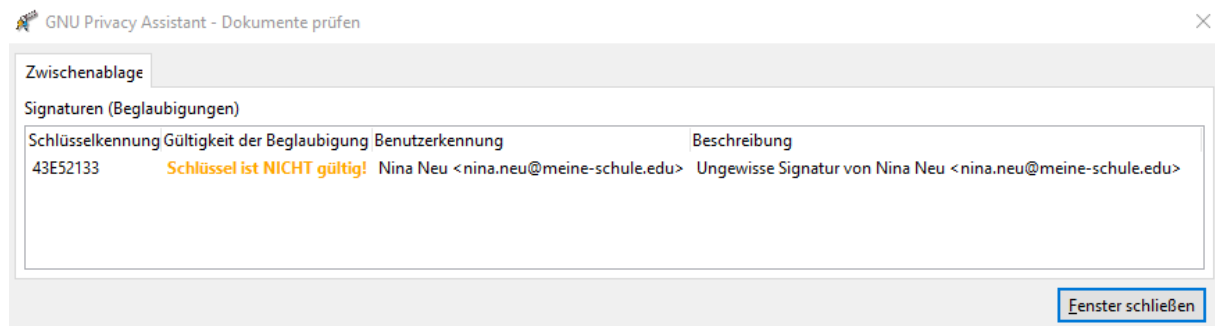 GNU Privacy Assistant - Dokumente prüfen
Zwischenablage
Signaturen (Beglaubigungen)
Schlüsselkennung Gültigkeit der Beglaubigung Benutzerkennung Beschreibung
43E52133 Schlüssel ist NICHT gültig! Nina Neu <nina.neu@meine-schule.edu> Ungewisse Signatur von Nina Neu <nina.neu@meine-schule.edu>
Fenster schließen